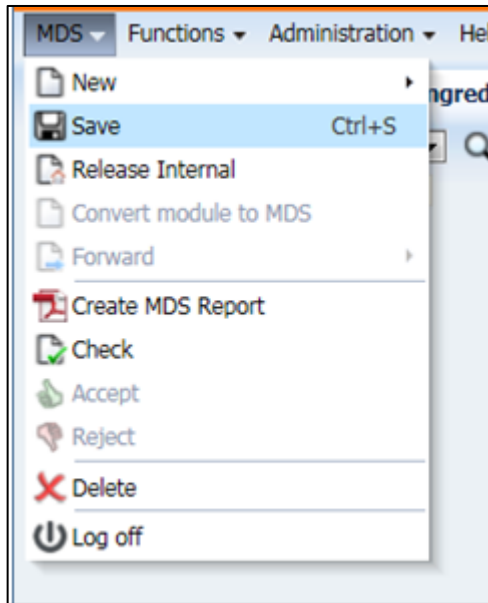 MDS Functions Administration
New
Save Ctrl+S
Release Internal
Convert module to MDS
Forward
Create MDS Report
Check
Accept
Reject
Delete
Log off